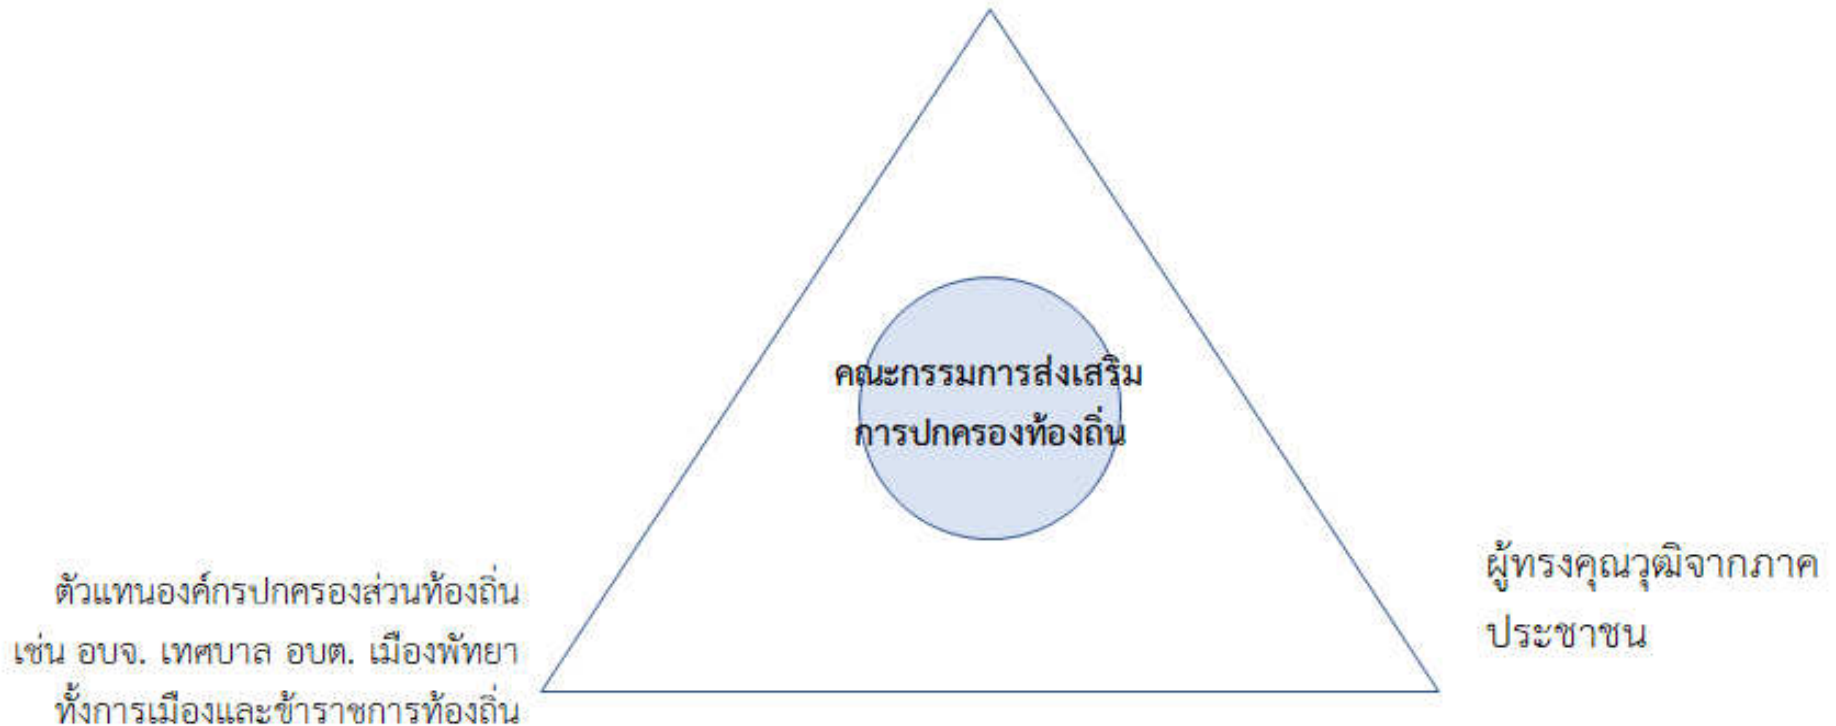 คณะกรรมการส่งเสริม
การปกครองท้องถิ่น
ตัวแทนองค์กรปกครองส่วนท้องถิ่น
เช่น อบจ. เทศบาล อบต. เมืองพัทยา
ทั้งการเมืองและข้าราชการท้องถิ่น
ผู้ทรงคุณวุฒิจากภาค
ประชาชน